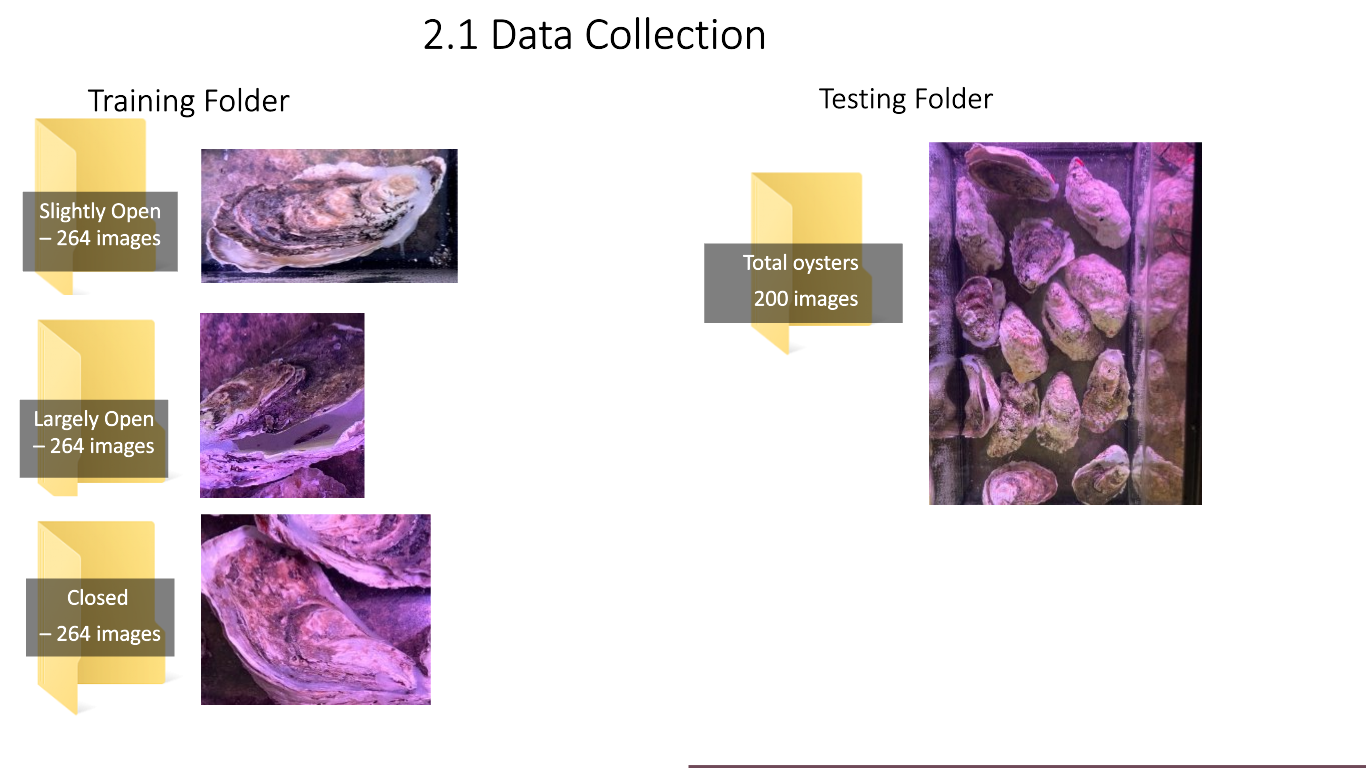 2.1 Data Collection
Training Folder
Slightly Open
– 264 images
Largely Open
– 264 images
Closed
– 264 images
Testing Folder
Total oysters
200 images